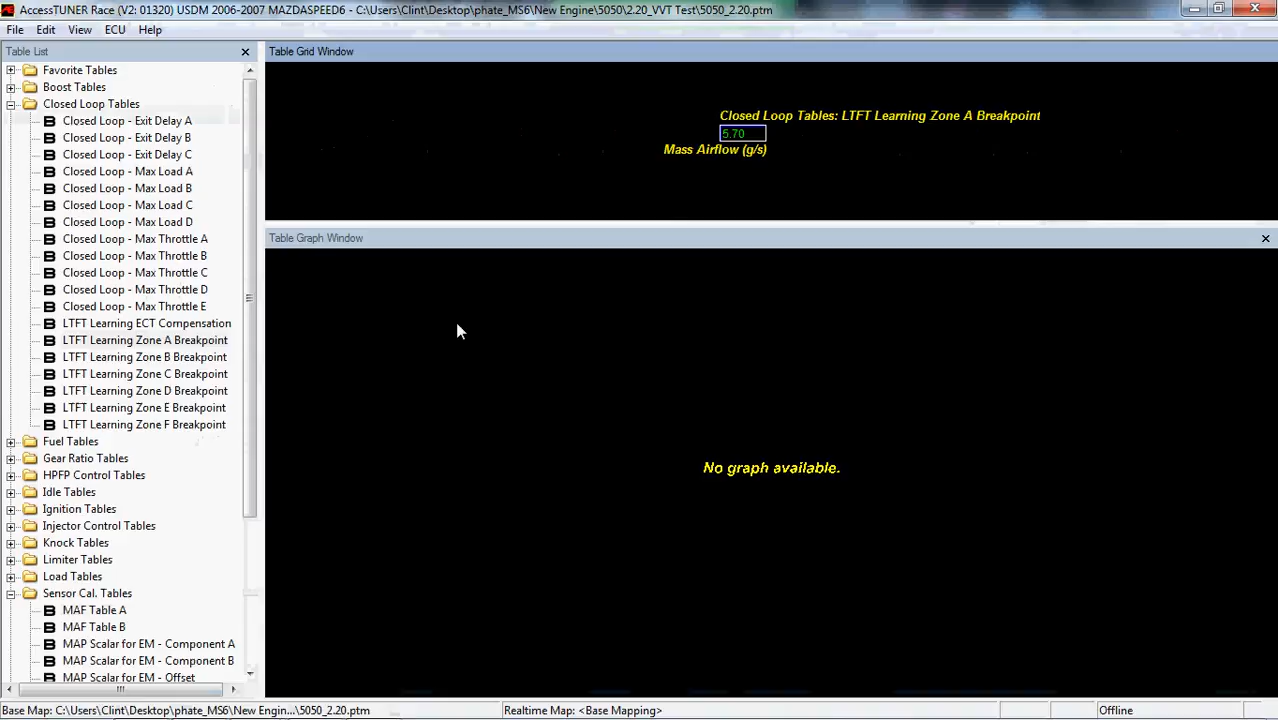 AccessTUNER Race (V2: 01320) USDM 2006-2007 MAZDASPEED6 - C:\Users\Clint\Desktop\phate_MS6\New Engine\5050\2.20_VVT Test\5050_2.20.ptm
File Edit View ECU Help
Table List
Favorite Tables
Boost Tables
Closed Loop Tables
Closed Loop - Exit Delay A
Closed Loop - Exit Delay B
Closed Loop - Exit Delay C
Closed Loop - Max Load A
Closed Loop - Max Load B
Closed Loop - Max Load C
Closed Loop - Max Load D
Closed Loop - Max Throttle A
Closed Loop - Max Throttle B
Closed Loop - Max Throttle C
Closed Loop - Max Throttle D
Closed Loop - Max Throttle E
LTFT Learning ECT Compensation
LTFT Learning Zone A Breakpoint
LTFT Learning Zone B Breakpoint
LTFT Learning Zone C Breakpoint
LTFT Learning Zone D Breakpoint
LTFT Learning Zone E Breakpoint
LTFT Learning Zone F Breakpoint
Fuel Tables
Gear Ratio Tables
HPFP Control Tables
Idle Tables
Ignition Tables
Injector Control Tables
Knock Tables
Limiter Tables
Load Tables
Sensor Cal. Tables
MAF Table A
MAF Table B
MAP Scalar for EM - Component A
MAP Scalar for EM - Component B
MAP Scalar for EM - Offset
Table Grid Window
Closed Loop Tables: LTFT Learning Zone A Breakpoint
5.70
Mass Airflow (g/s)
Table Graph Window
No graph available.
Base Map: C:\Users\Clint\Desktop\phate_MS6\New Engin...\5050_2.20.ptm
Realtime Map: <Base Mapping>
Offline